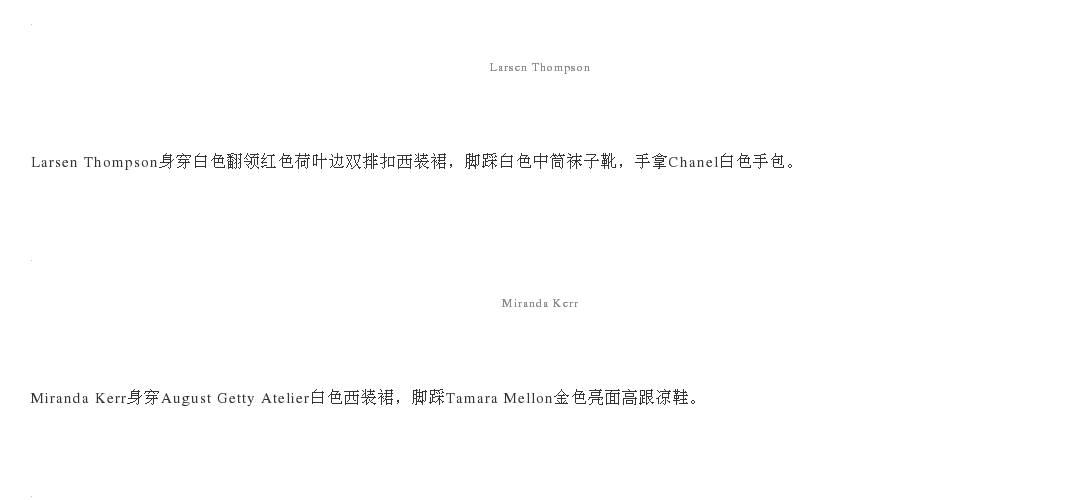 Larsen Thompson
Larsen Thompson身穿白色翻领红色荷叶边双排扣西装裙，脚踩白色中筒袜子靴，手拿Chanel白色手包。
Miranda Kerr
Miranda Kerr身穿August Getty Atelier白色西装裙，脚踩Tamara Mellon金色亮面高跟凉鞋。